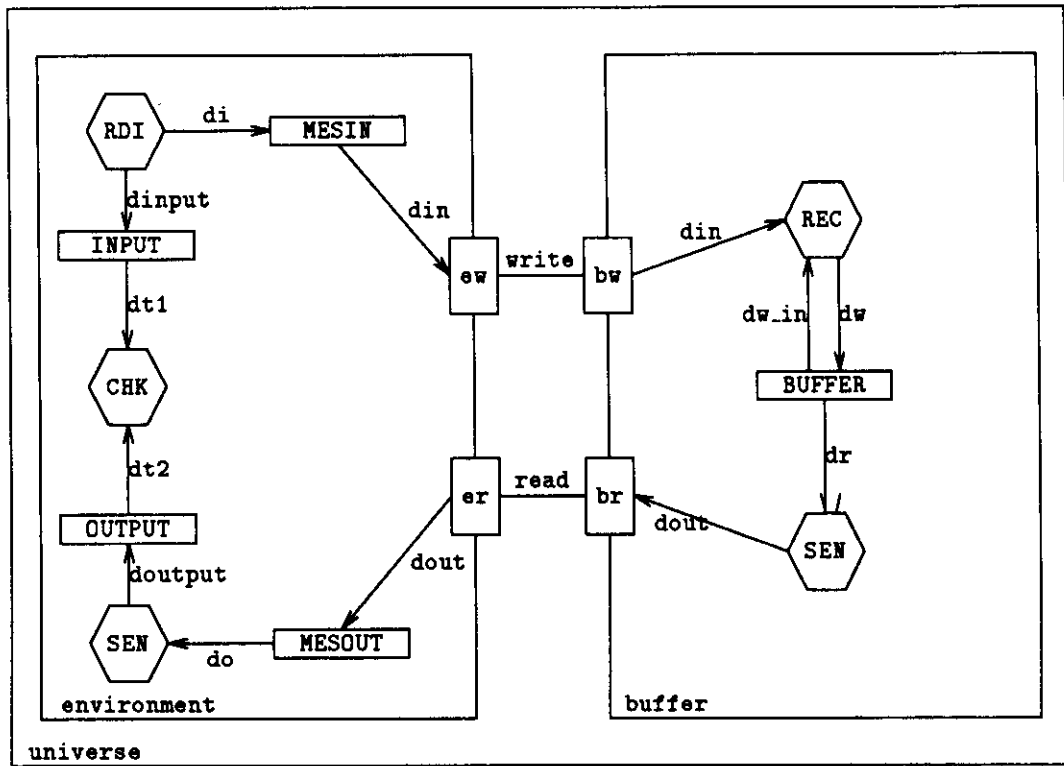 RDI
di
MESIN
dinput
din
REC
INPUT
din
ew
write
bw
dt1
dw_in
dw
CHK
BUFFER
dt2
dr
er
read
br
OUTPUT
dout
SEN
doutput
dout
SEN
do
MESOUT
environment
buffer
universe